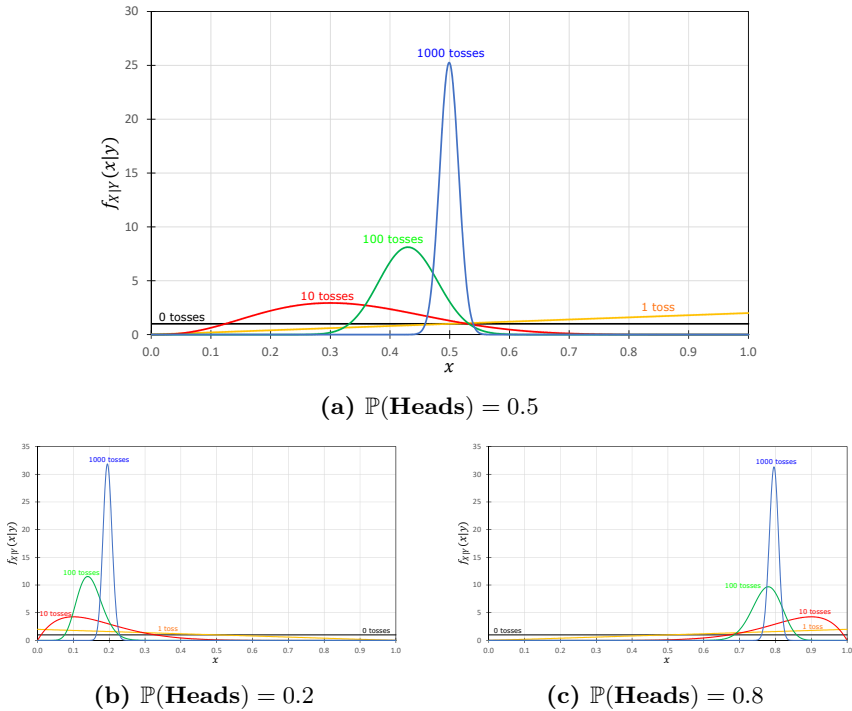 30
1000 tosses
25
20
f_{X|Y}(x|y)
15
10
100 tosses
5
10 tosses
1 toss
0 tosses
0
0.0 0.1 0.2 0.3 0.4 0.5 0.6 0.7 0.8 0.9 1.0
x
(a) ℙ(Heads) = 0.5
35
1000 tosses
30
25
20
f_{X|Y}(x|y)
15
100 tosses
10
5
10 tosses
1 toss
0 tosses
0
0.0 0.1 0.2 0.3 0.4 0.5 0.6 0.7 0.8 0.9 1.0
x
(b) ℙ(Heads) = 0.2
35
1000 tosses
30
25
20
f_{X|Y}(x|y)
15
10
100 tosses
5
10 tosses
1 toss
0 tosses
0
0.0 0.1 0.2 0.3 0.4 0.5 0.6 0.7 0.8 0.9 1.0
x
(c) ℙ(Heads) = 0.8